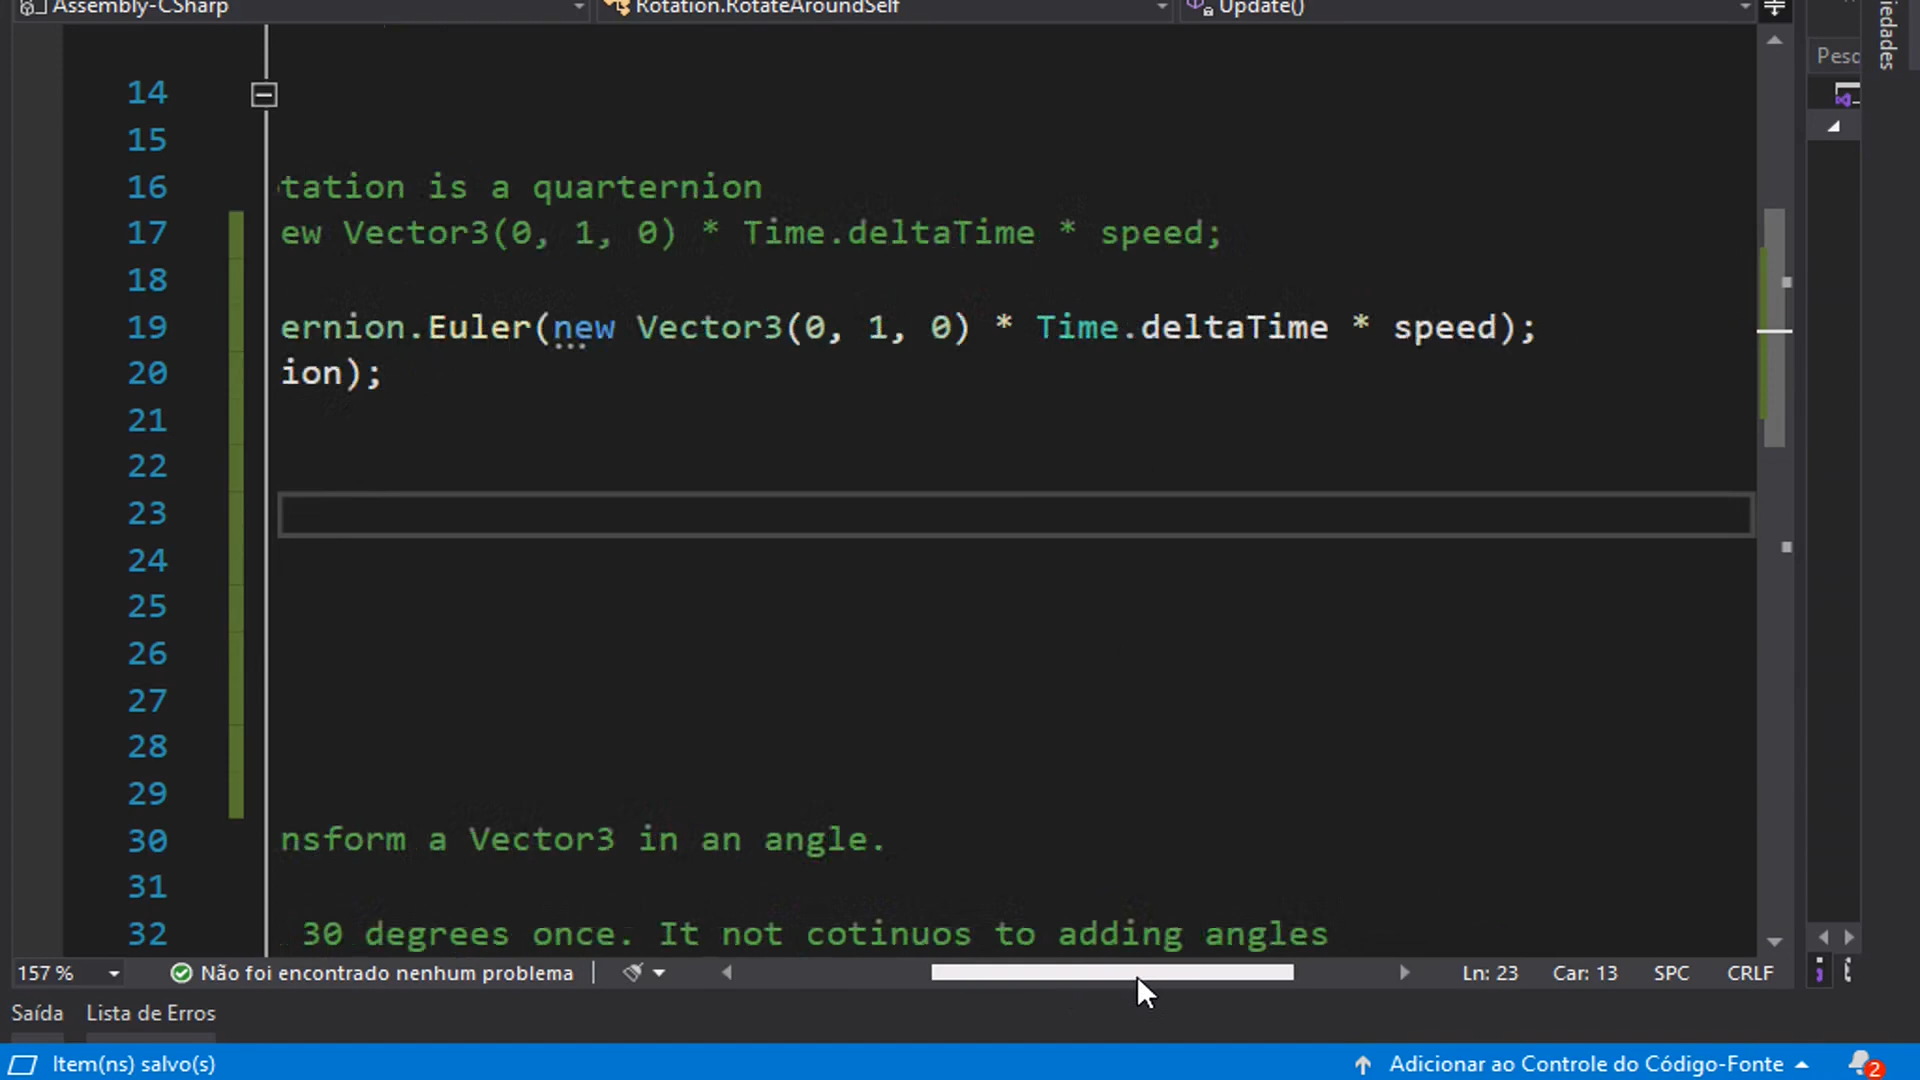 Assembly-CSharp
Rotation.RotateAroundSelf
Update()
iedades
Pesq
14
15
16 tation is a quarternion
17 ew Vector3(0, 1, 0) * Time.deltaTime * speed;
18
19 ernion.Euler(new Vector3(0, 1, 0) * Time.deltaTime * speed);
20 ion);
21
22
23
24
25
26
27
28
29
30 nsform a Vector3 in an angle.
31
32 30 degrees once. It not cotinuos to adding angles
157 % Não foi encontrado nenhum problema Ln: 23 Car: 13 SPC CRLF
Saída Lista de Erros
Item(ns) salvo(s) Adicionar ao Controle do Código-Fonte 2